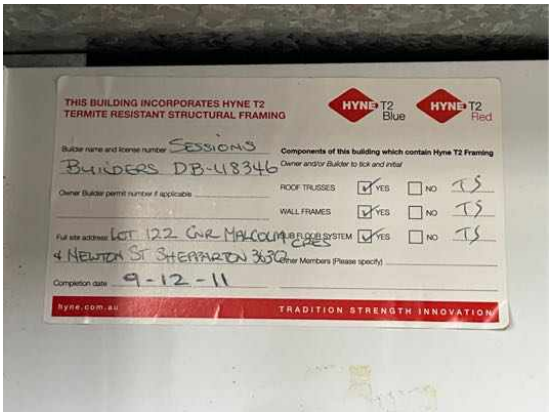 THIS BUILDING INCORPORATES HYNE T2
TERMITE RESISTANT STRUCTURAL FRAMING
HYNE T2
Blue
HYNE T2
Red
Builder name and license number SESSIONS
BUILDERS DB-U8346
Owner Builder permit number if applicable
Full site address LOT 122 CNR MALCOLM CRES
& NEWTON ST SHEPPARTON 3630
Completion date 9-12-11
Components of this building which contain Hyne T2 Framing
Owner and/or Builder to tick and initial
ROOF TRUSSES YES NO TS
WALL FRAMES YES NO TS
SUB FLOOR SYSTEM YES NO TS
Other Members (Please specify)
hyne.com.au
TRADITION STRENGTH INNOVATION